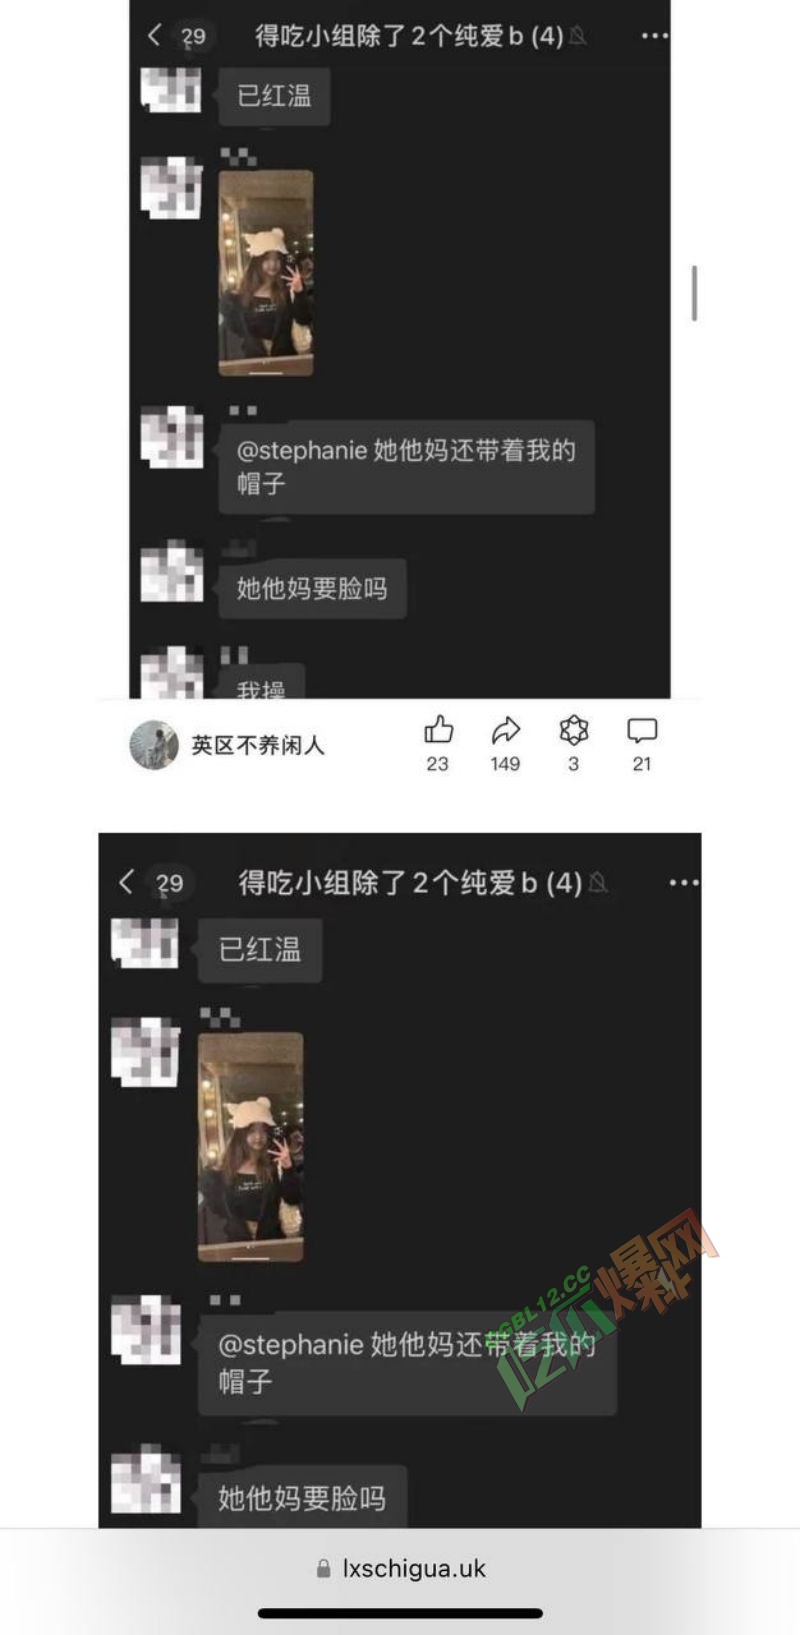 29
得吃小组除了2个纯爱b (4)
已红温
@stephanie 她他妈还带着我的
帽子
她他妈要脸吗
我操
英区不养闲人
23
149
3
21
29
得吃小组除了2个纯爱b (4)
已红温
@stephanie 她他妈还带着我的
帽子
GBL12.CC
吃瓜爆料网
她他妈要脸吗
lxschigua.uk